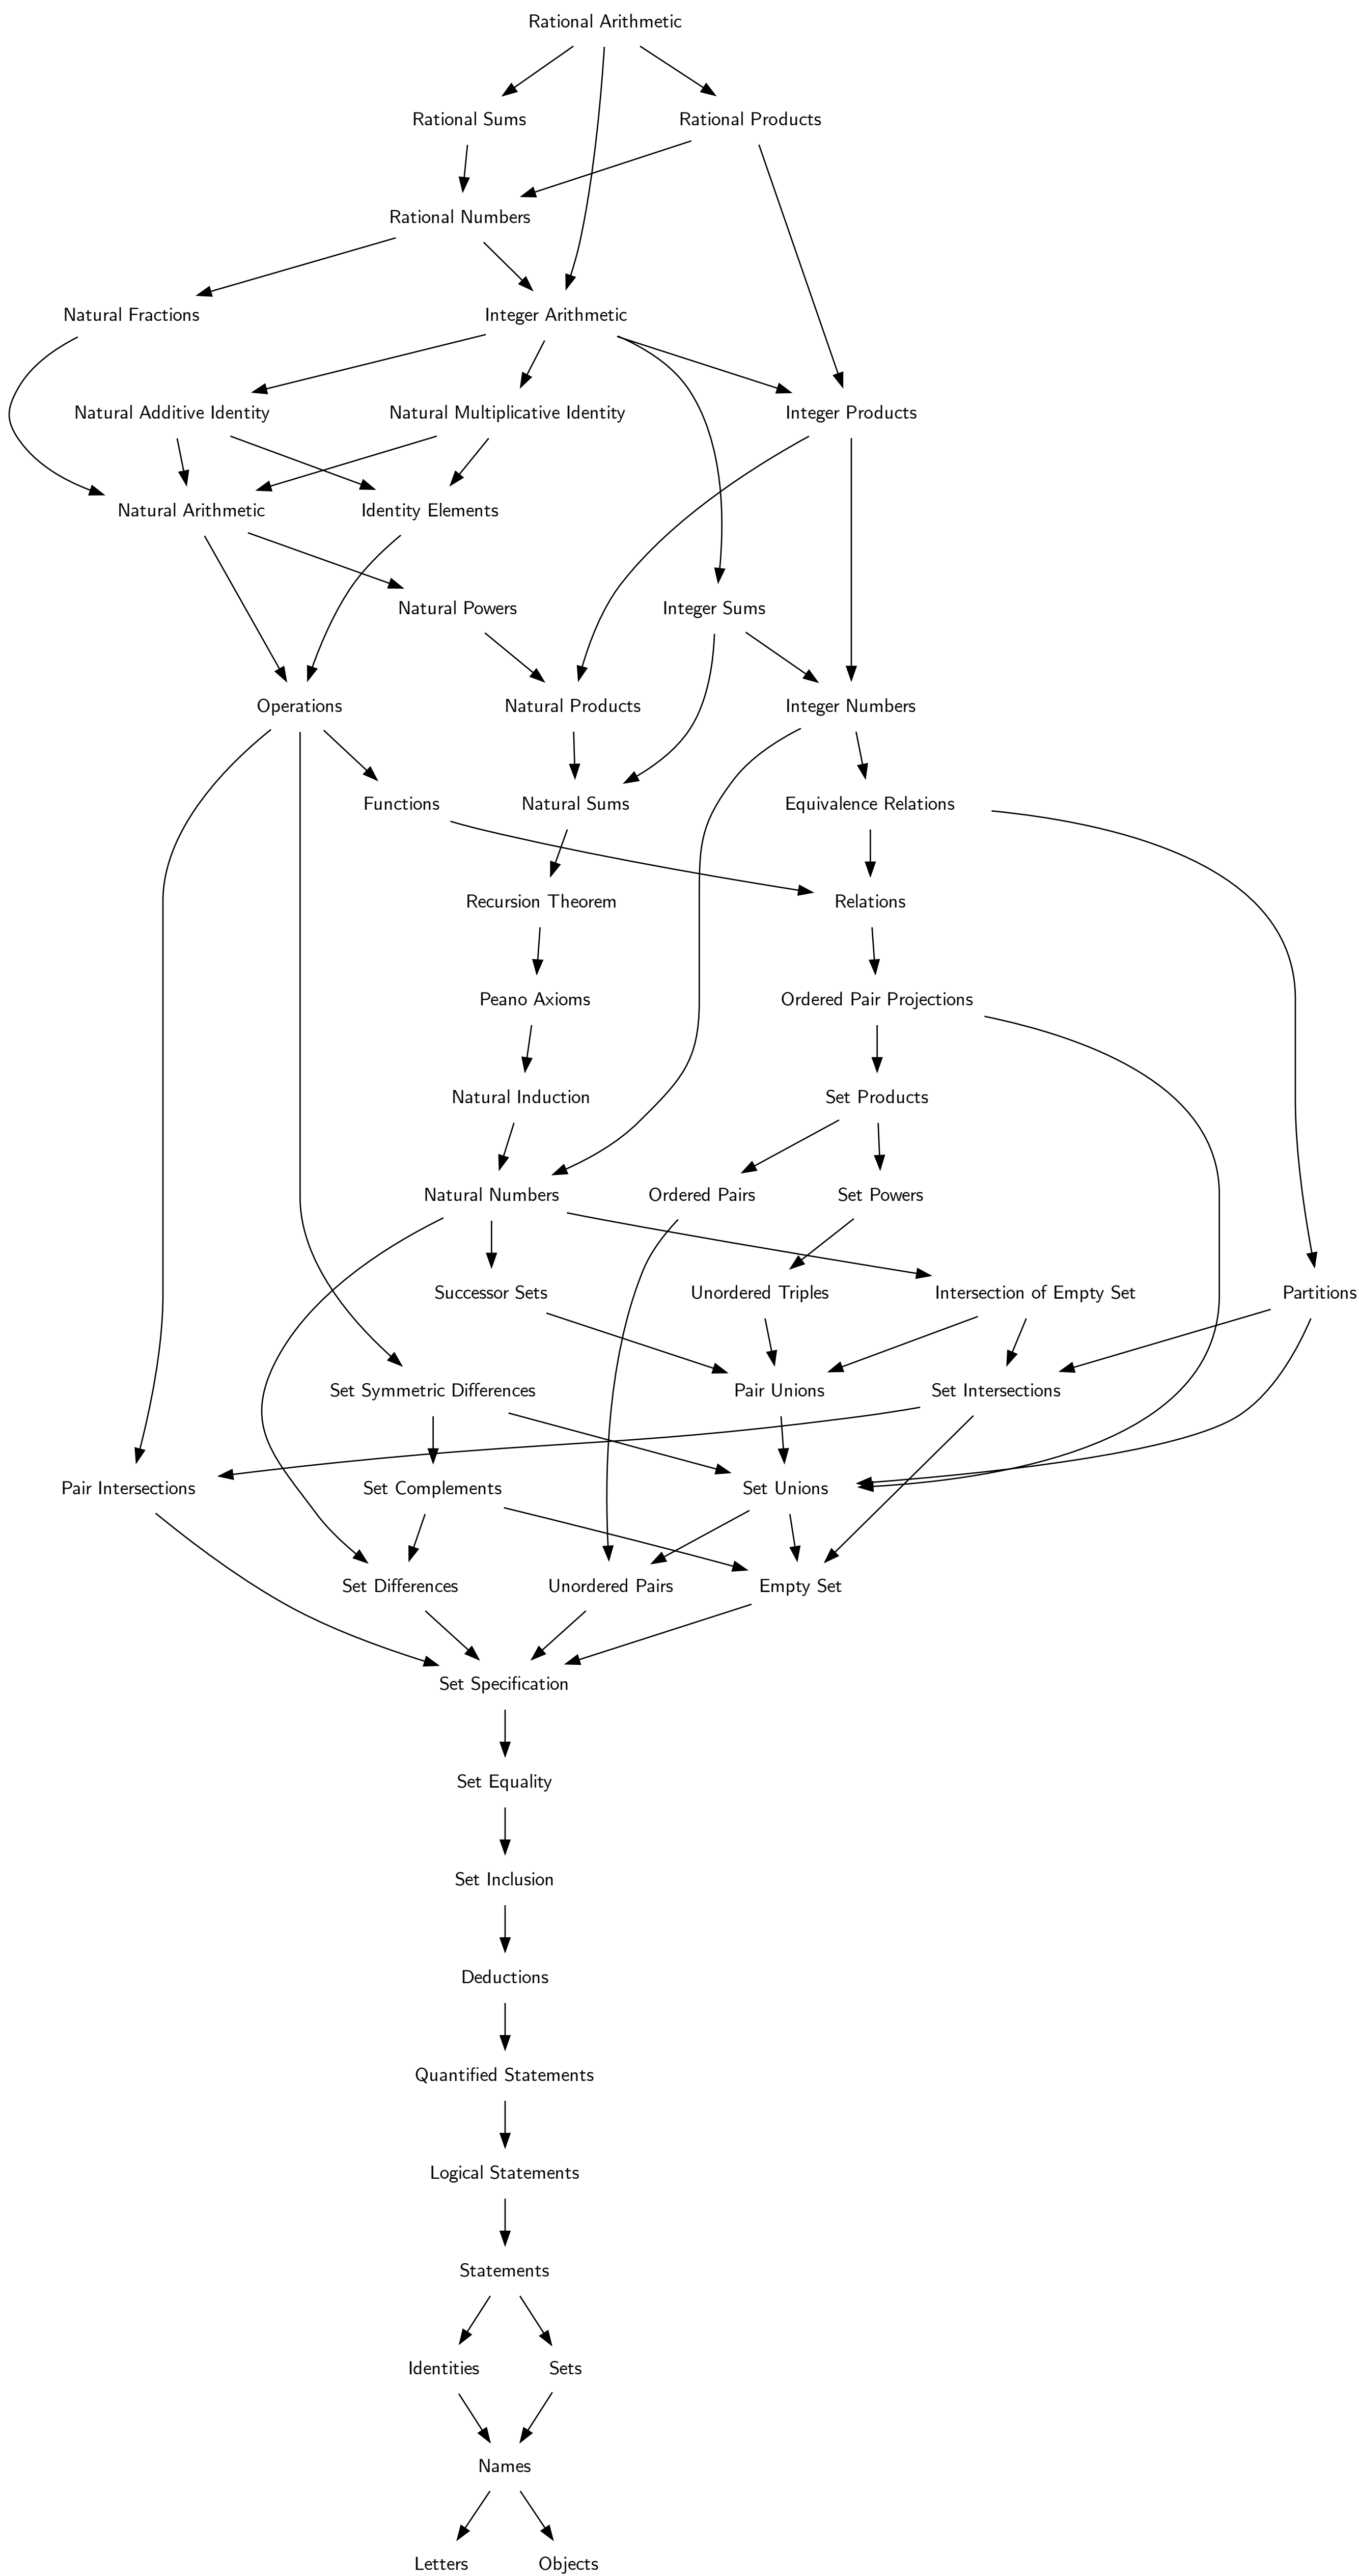 Rational Arithmetic
Rational Sums
Rational Products
Rational Numbers
Natural Fractions
Integer Arithmetic
Natural Additive Identity
Natural Multiplicative Identity
Integer Products
Natural Arithmetic
Identity Elements
Natural Powers
Integer Sums
Operations
Natural Products
Integer Numbers
Functions
Natural Sums
Equivalence Relations
Recursion Theorem
Relations
Peano Axioms
Ordered Pair Projections
Natural Induction
Set Products
Natural Numbers
Ordered Pairs
Set Powers
Successor Sets
Unordered Triples
Intersection of Empty Set
Partitions
Set Symmetric Differences
Pair Unions
Set Intersections
Pair Intersections
Set Complements
Set Unions
Set Differences
Unordered Pairs
Empty Set
Set Specification
Set Equality
Set Inclusion
Deductions
Quantified Statements
Logical Statements
Statements
Identities
Sets
Names
Letters
Objects